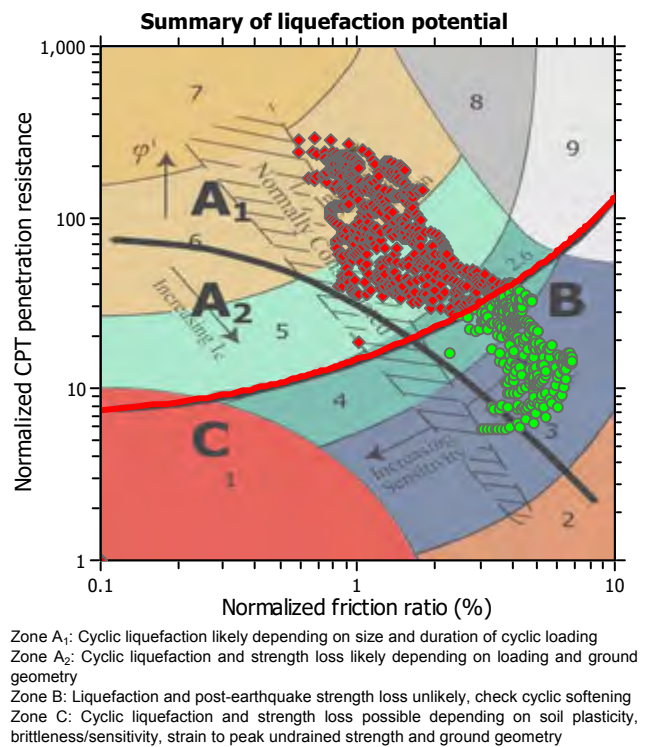 Summary of liquefaction potential
1,000
100
10
1
0.1
1
10
Normalized CPT penetration resistance
Normalized friction ratio (%)
7
8
9
φ'
A1
Normally Con
6
A2
Increasing Ic
5
2.6
B
4
3
C
1
Increasing
Sensitivity
2
Zone A1: Cyclic liquefaction likely depending on size and duration of cyclic loading
Zone A2: Cyclic liquefaction and strength loss likely depending on loading and ground
geometry
Zone B: Liquefaction and post-earthquake strength loss unlikely, check cyclic softening
Zone C: Cyclic liquefaction and strength loss possible depending on soil plasticity,
brittleness/sensitivity, strain to peak undrained strength and ground geometry